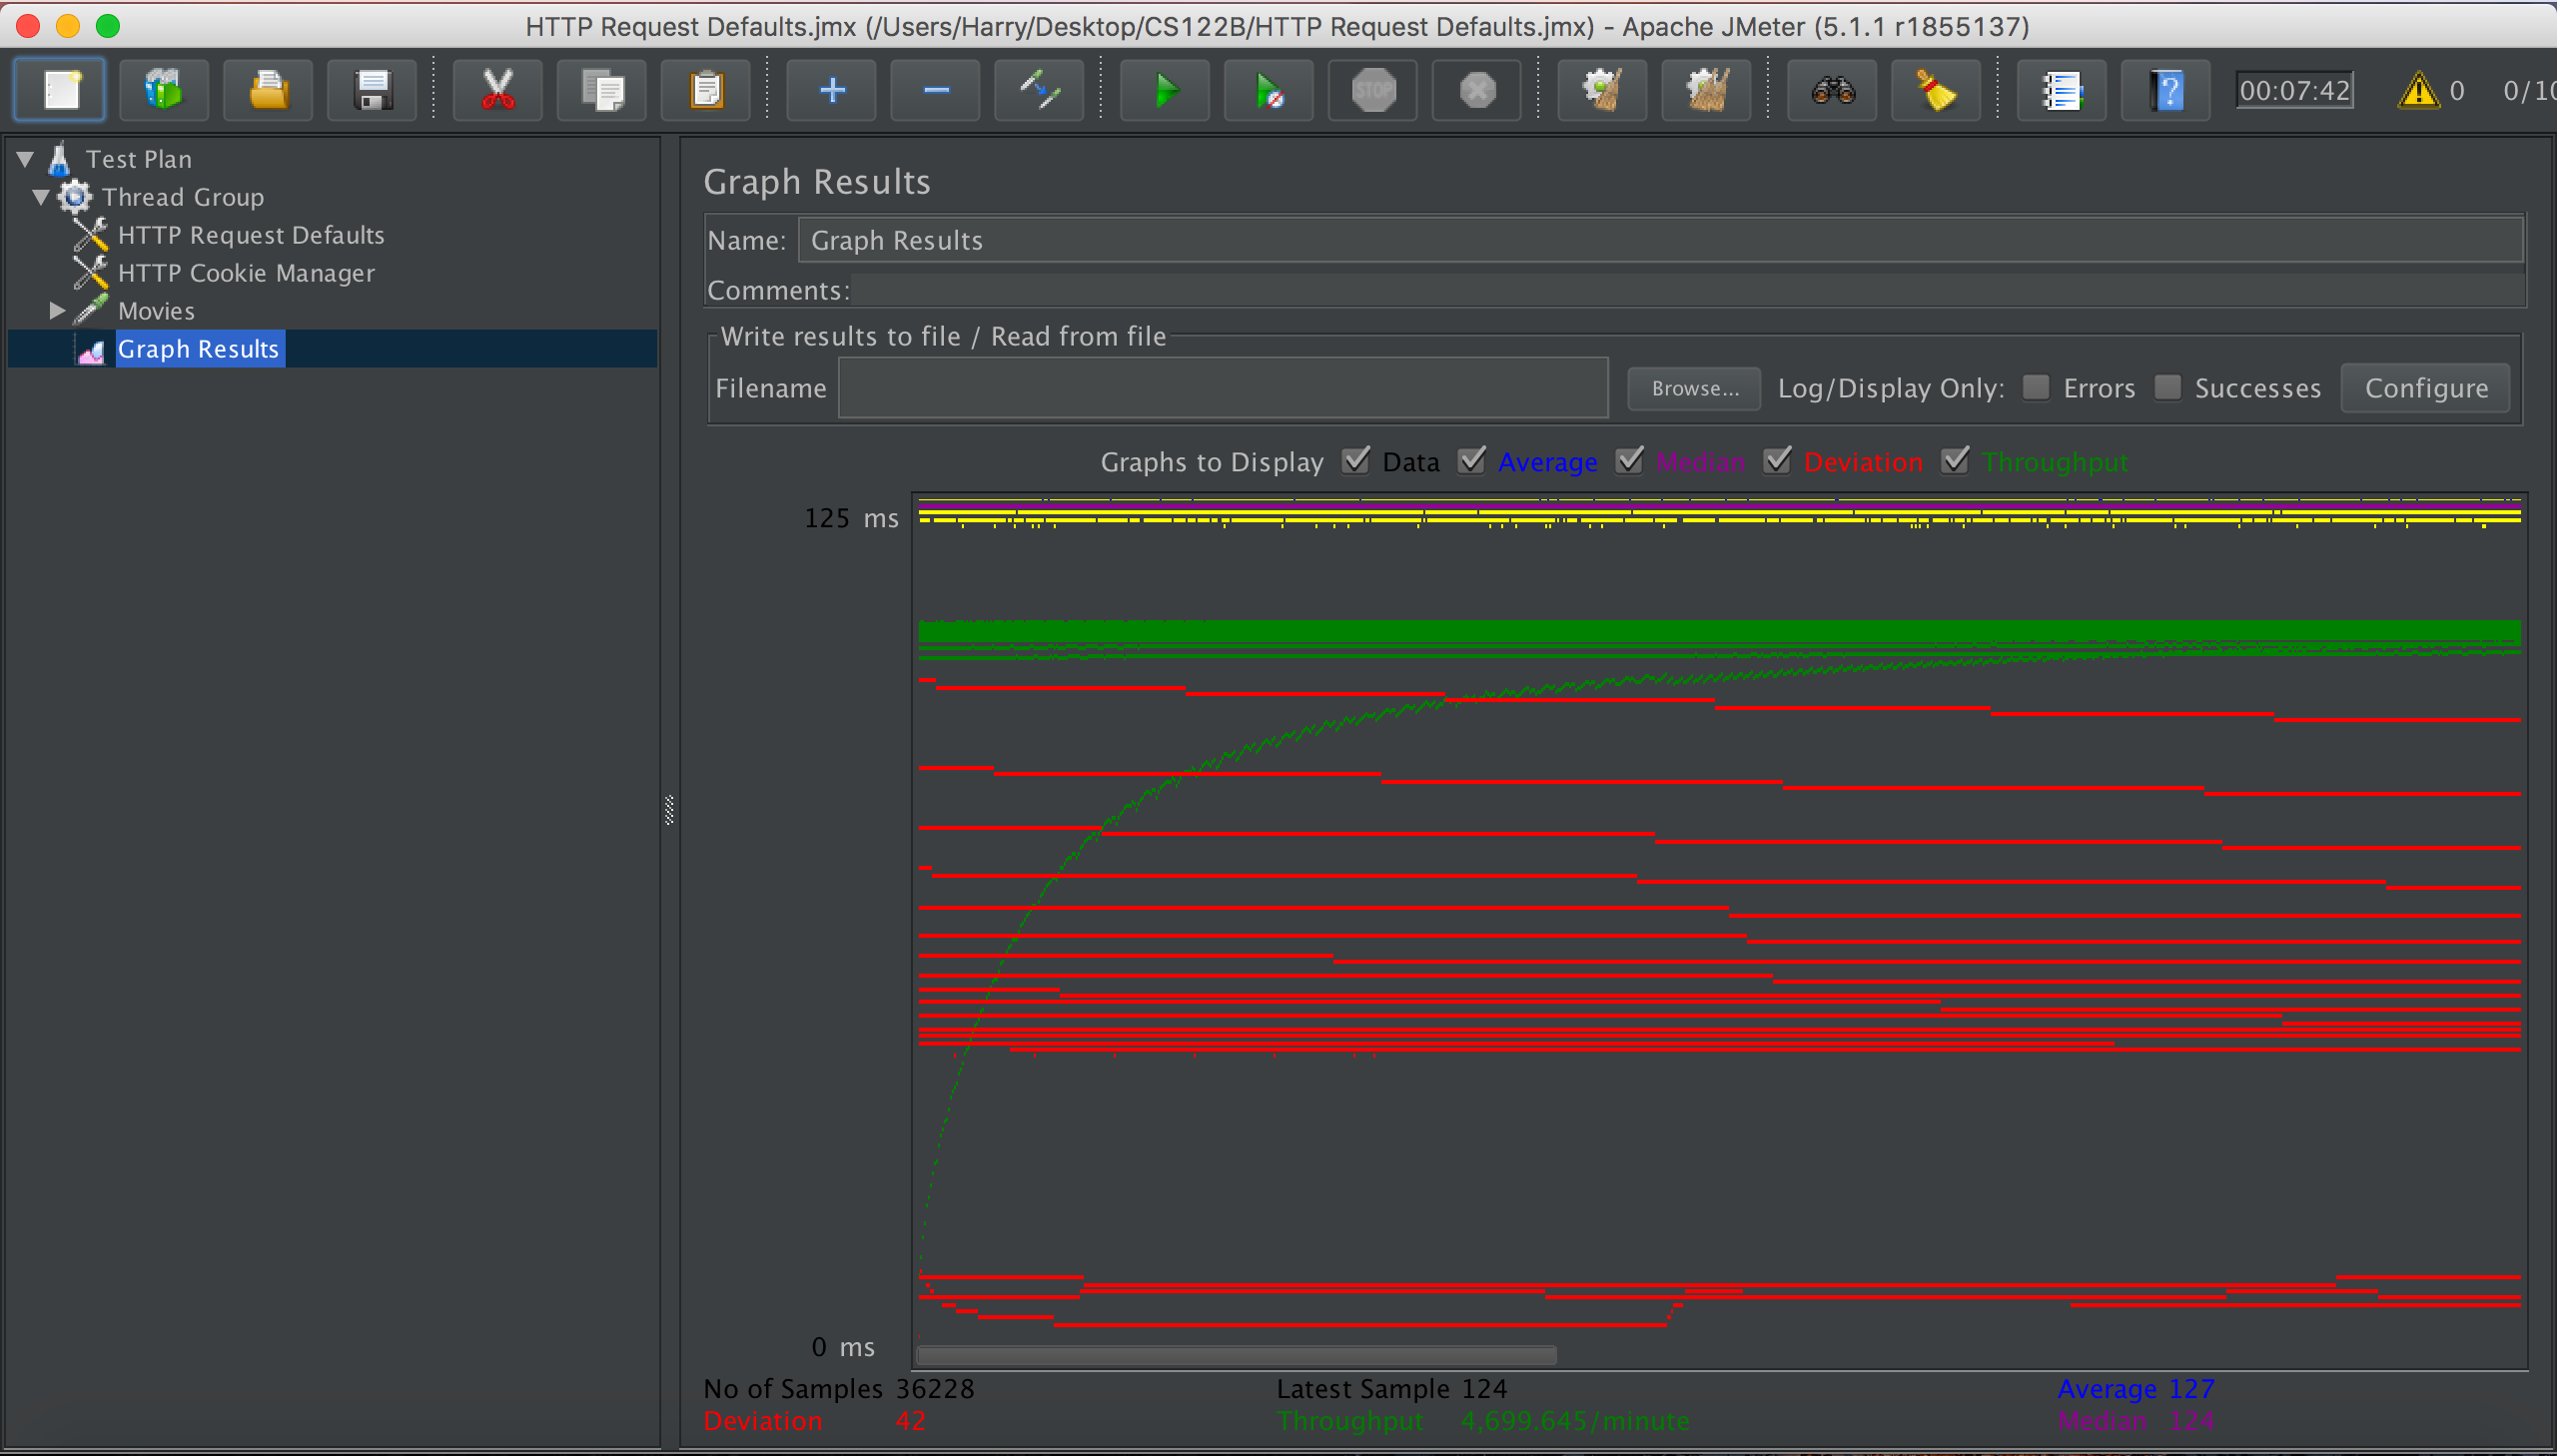 HTTP Request Defaults.jmx (/Users/Harry/Desktop/CS122B/HTTP Request Defaults.jmx) - Apache JMeter (5.1.1 r1855137)
STOP 00:07:42 0 0/10
Test Plan
Thread Group
HTTP Request Defaults
HTTP Cookie Manager
Movies
Graph Results
Graph Results
Name: Graph Results
Comments:
Write results to file / Read from file
Filename Browse... Log/Display Only: Errors Successes Configure
Graphs to Display Data Average Median Deviation Throughput
125 ms
0 ms
No of Samples 36228 Latest Sample 124 Average 127
Deviation 42 Throughput 4,699.645/minute Median 124